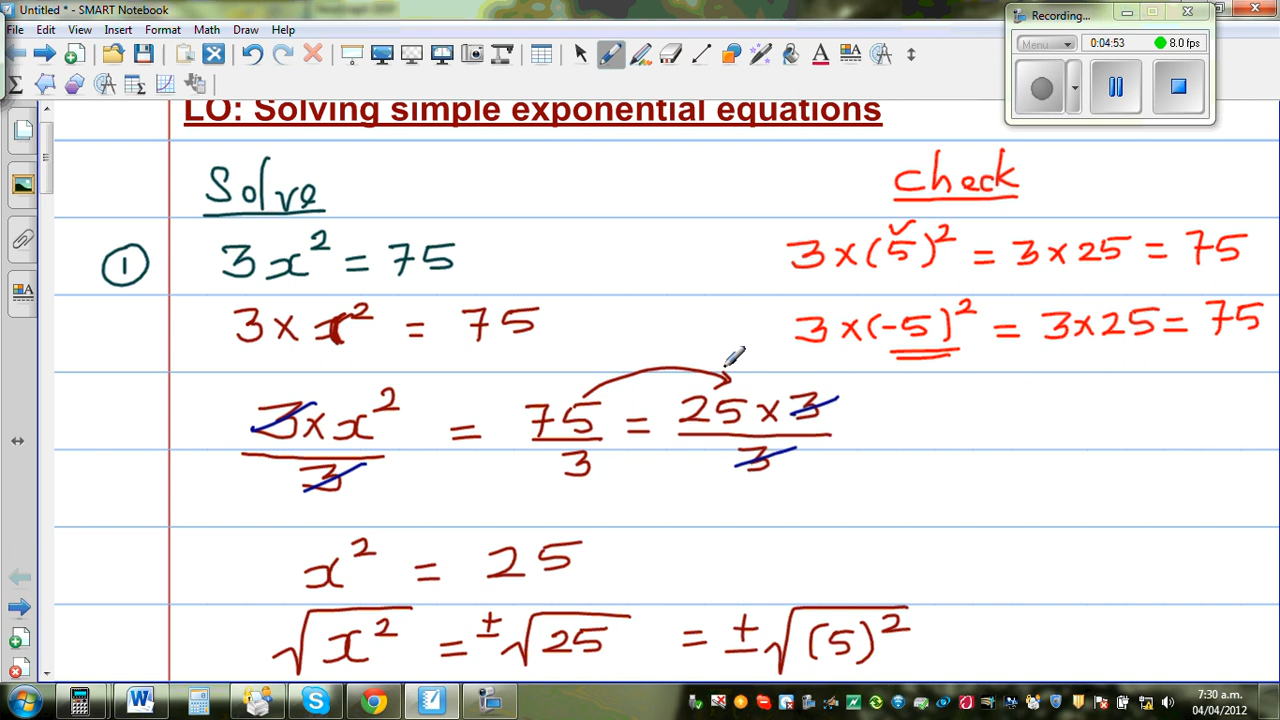 Untitled * - SMART Notebook
File Edit View Insert Format Math Draw Help
Recording...
Menu 0:04:53 8.0 fps
LO: Solving simple exponential equations
Solve
Check
① 3x² = 75
3 × (5)² = 3 × 25 = 75
3 × x² = 75
3 × (-5)² = 3 × 25 = 75
3 × x² / 3 = 75 / 3 = 25 × 3 / 3
x² = 25
√x² = ± √25 = ± √(5)²
7:30 a.m.
04/04/2012